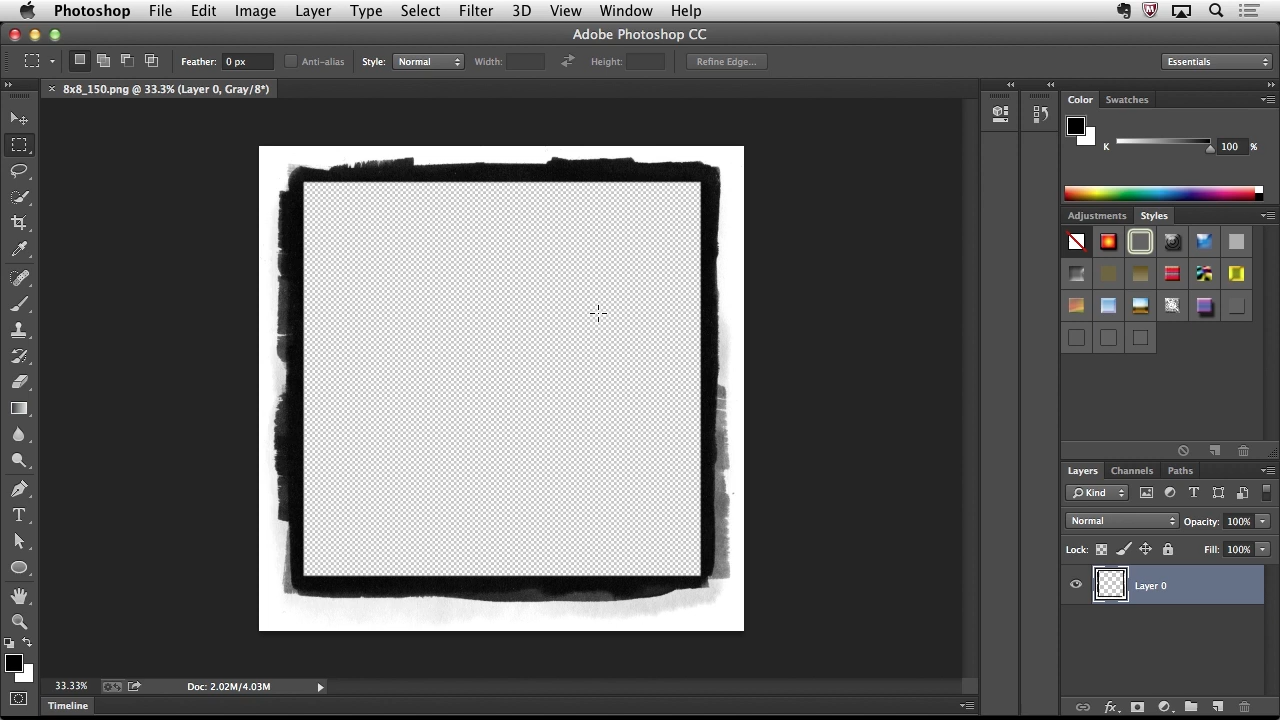 Photoshop File Edit Image Layer Type Select Filter 3D View Window Help
Adobe Photoshop CC
Feather: 0 px Anti-alias Style: Normal Width: Height: Refine Edge... Essentials
8x8_150.png @ 33.3% (Layer 0, Gray/8*)
Color Swatches
K 100 %
Adjustments Styles
Layers Channels Paths
Kind
Normal Opacity: 100%
Lock: Fill: 100%
Layer 0
33.33% Doc: 2.02M/4.03M
Timeline